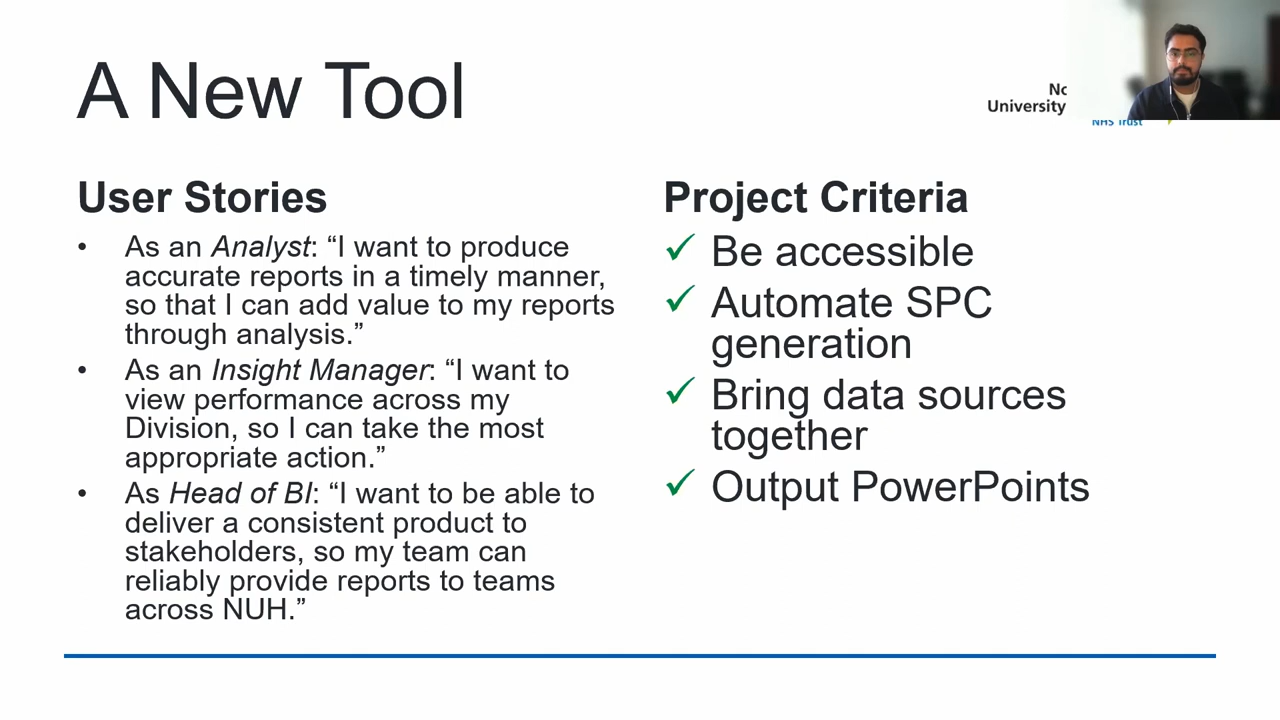 A New Tool
No
University
NHS Trust
User Stories
• As an Analyst: “I want to produce
accurate reports in a timely manner,
so that I can add value to my reports
through analysis.”
• As an Insight Manager: “I want to
view performance across my
Division, so I can take the most
appropriate action.”
• As Head of BI: “I want to be able to
deliver a consistent product to
stakeholders, so my team can
reliably provide reports to teams
across NUH.”
Project Criteria
✓ Be accessible
✓ Automate SPC
generation
✓ Bring data sources
together
✓ Output PowerPoints